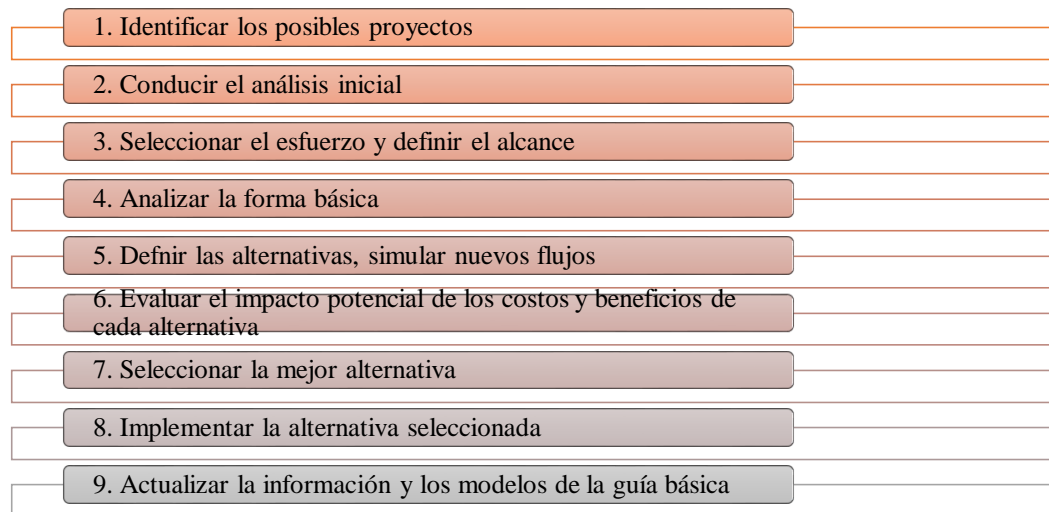 1. Identificar los posibles proyectos
2. Conducir el análisis inicial
3. Seleccionar el esfuerzo y definir el alcance
4. Analizar la forma básica
5. Defnir las alternativas, simular nuevos flujos
6. Evaluar el impacto potencial de los costos y beneficios de
cada alternativa
7. Seleccionar la mejor alternativa
8. Implementar la alternativa seleccionada
9. Actualizar la información y los modelos de la guía básica